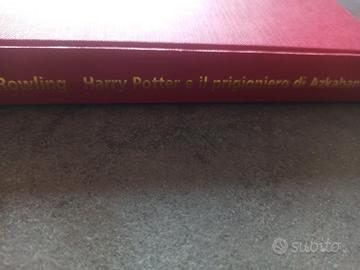 Rowling Harry Potter e il prigioniero di Azkaban
subito